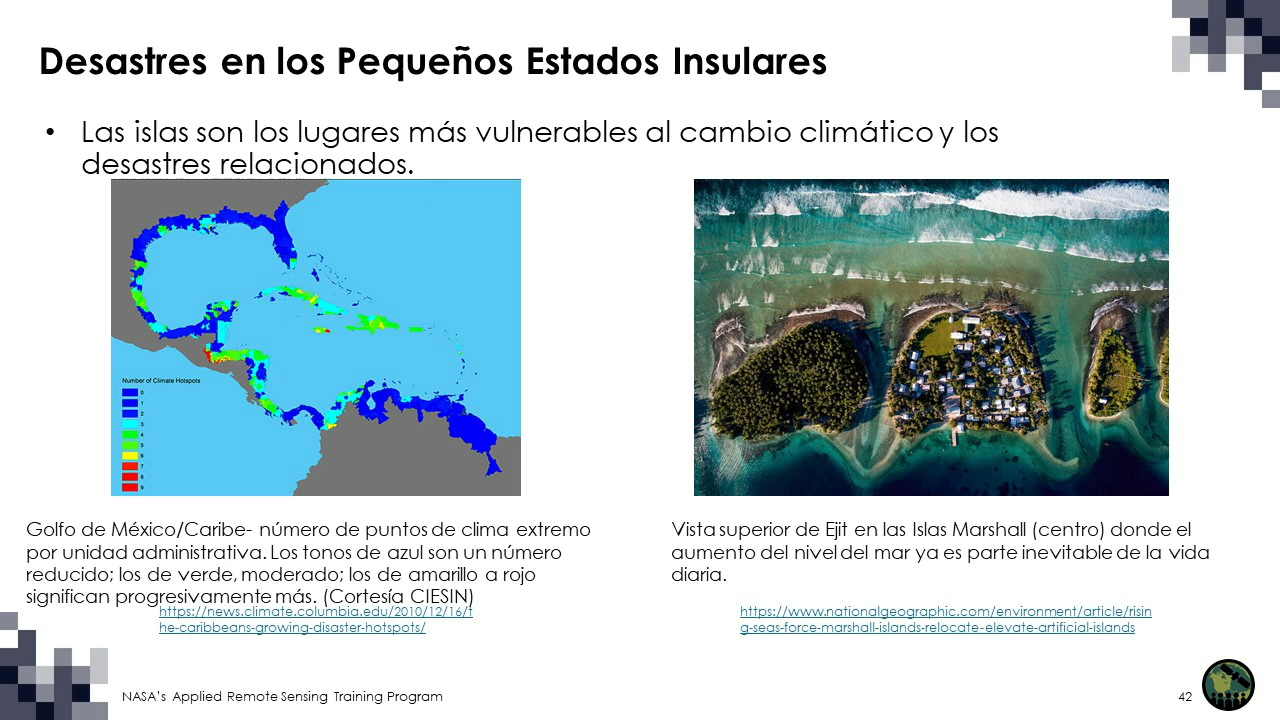 Desastres en los Pequeños Estados Insulares
• Las islas son los lugares más vulnerables al cambio climático y los
desastres relacionados.
Number of Climate Hotspots
0
1
2
3
4
5
6
7
8
9
Golfo de México/Caribe- número de puntos de clima extremo
por unidad administrativa. Los tonos de azul son un número
reducido; los de verde, moderado; los de amarillo a rojo
significan progresivamente más. (Cortesía CIESIN)
https://news.climate.columbia.edu/2010/12/16/t
he-caribbeans-growing-disaster-hotspots/
Vista superior de Ejit en las Islas Marshall (centro) donde el
aumento del nivel del mar ya es parte inevitable de la vida
diaria.
https://www.nationalgeographic.com/environment/article/risin
g-seas-force-marshall-islands-relocate-elevate-artificial-islands
NASA's Applied Remote Sensing Training Program
42